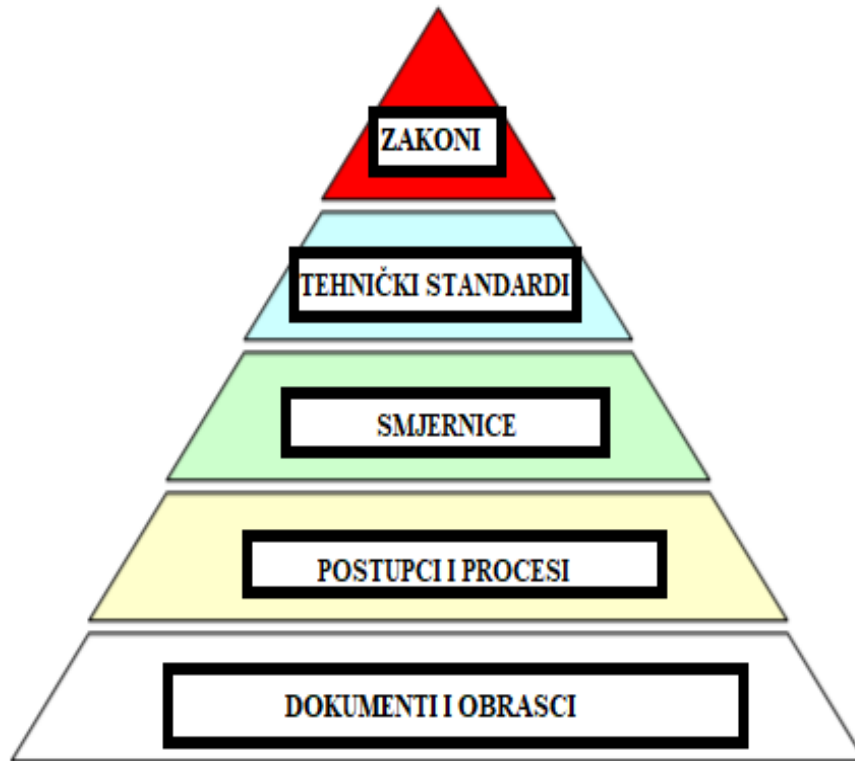 ZAKONI
TEHNIČKI STANDARDI
SMJERNICE
POSTUPCI I PROCESI
DOKUMENTI I OBRASCI